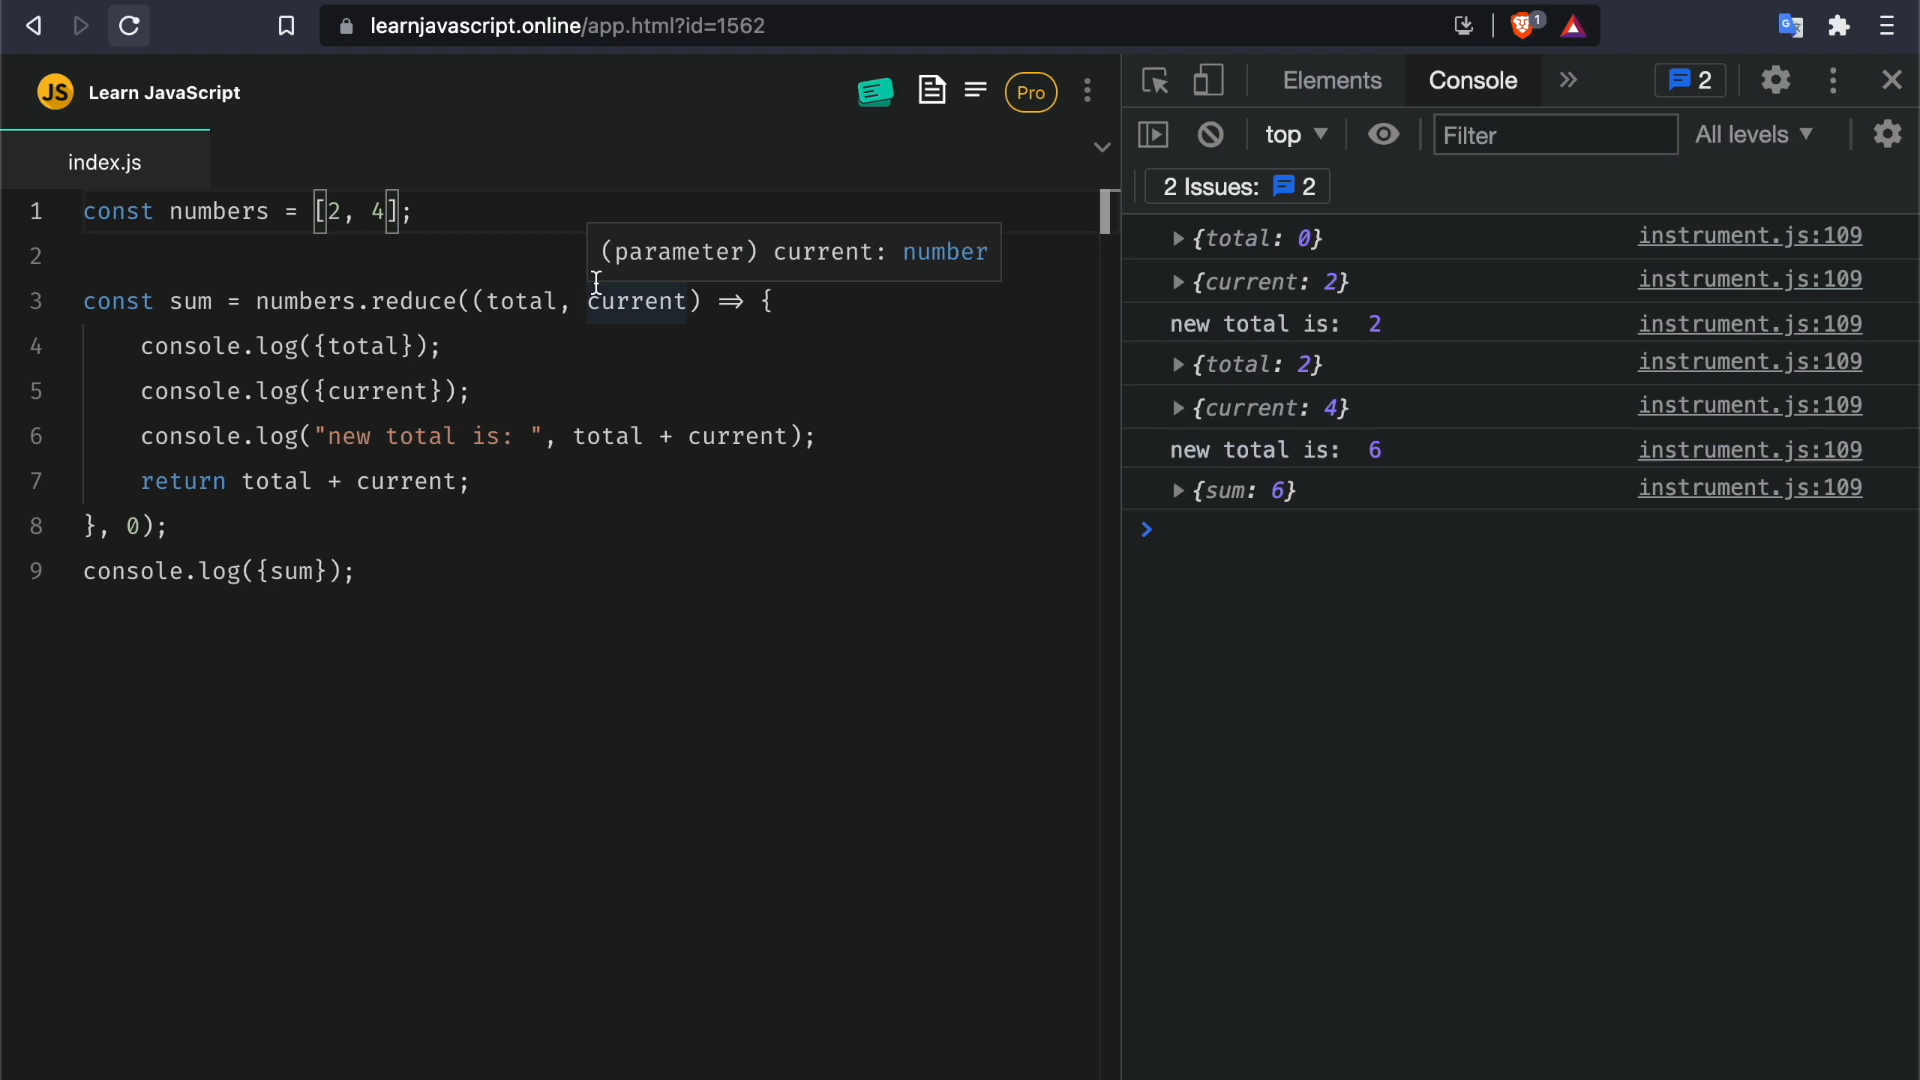 learnjavascript.online/app.html?id=1562
1
JS Learn JavaScript
Pro
index.js
1 const numbers = [2, 4];
2
(parameter) current: number
3 const sum = numbers.reduce((total, current) => {
4 console.log({total});
5 console.log({current});
6 console.log("new total is: ", total + current);
7 return total + current;
8 }, 0);
9 console.log({sum});
Elements Console » 2
top Filter All levels
2 Issues: 2
{total: 0} instrument.js:109
{current: 2} instrument.js:109
new total is: 2 instrument.js:109
{total: 2} instrument.js:109
{current: 4} instrument.js:109
new total is: 6 instrument.js:109
{sum: 6} instrument.js:109